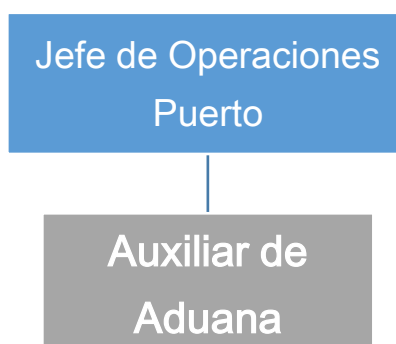 Jefe de Operaciones
Puerto
Auxiliar de
Aduana